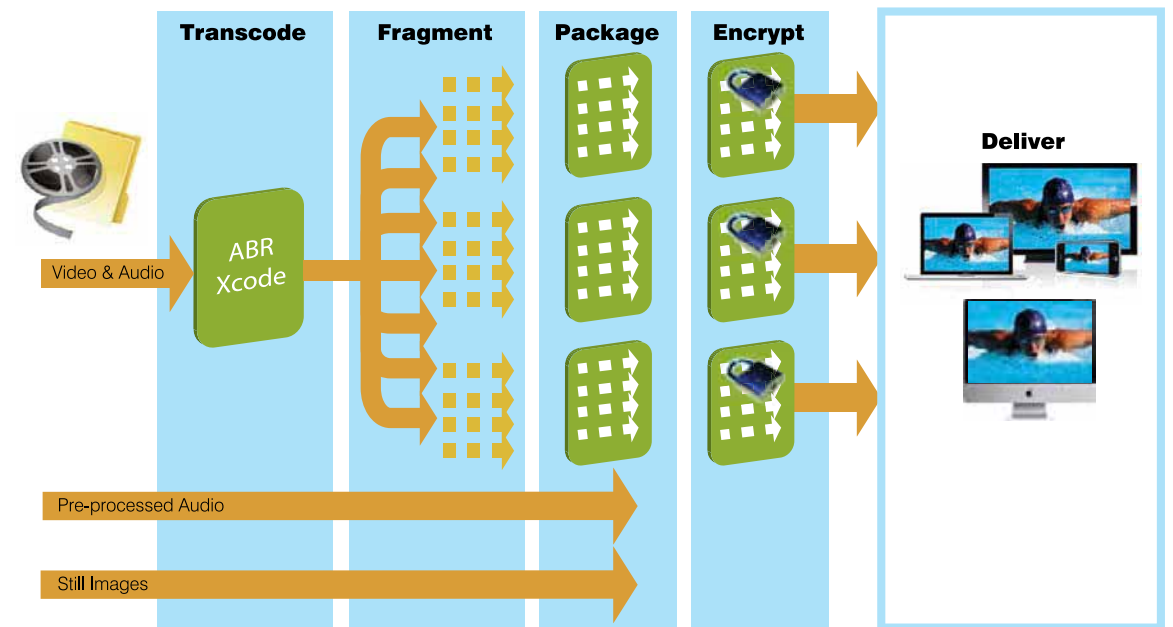 Transcode
Fragment
Package
Encrypt
Deliver
Video & Audio
ABR
Xcode
Pre-processed Audio
Still Images